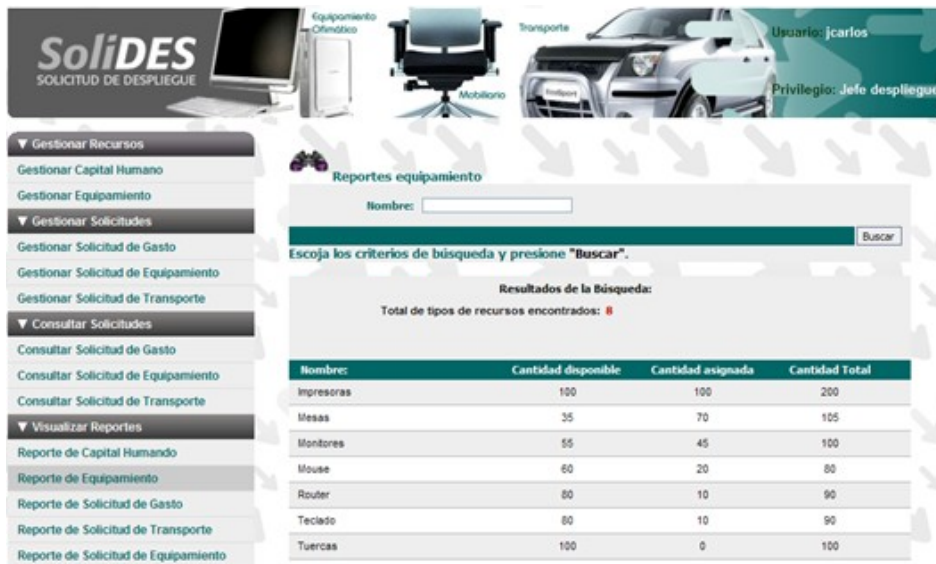 SoliDES
SOLICITUD DE DESPLIEGUE
Equipamiento
Ofimático
Mobiliario
Transporte
Usuario: jcarlos
Privilegio: Jefe despliegue
▼ Gestionar Recursos
Gestionar Capital Humano
Gestionar Equipamiento
▼ Gestionar Solicitudes
Gestionar Solicitud de Gasto
Gestionar Solicitud de Equipamiento
Gestionar Solicitud de Transporte
▼ Consultar Solicitudes
Consultar Solicitud de Gasto
Consultar Solicitud de Equipamiento
Consultar Solicitud de Transporte
▼ Visualizar Reportes
Reporte de Capital Humando
Reporte de Equipamiento
Reporte de Solicitud de Gasto
Reporte de Solicitud de Transporte
Reporte de Solicitud de Equipamiento
Reportes equipamiento
Nombre:
Buscar
Escoja los criterios de búsqueda y presione "Buscar".
Resultados de la Búsqueda:
Total de tipos de recursos encontrados: 8
Nombre: Cantidad disponible Cantidad asignada Cantidad Total
Impresoras 100 100 200
Mesas 35 70 105
Monitores 55 45 100
Mouse 60 20 80
Router 80 10 90
Teclado 80 10 90
Tuercas 100 0 100